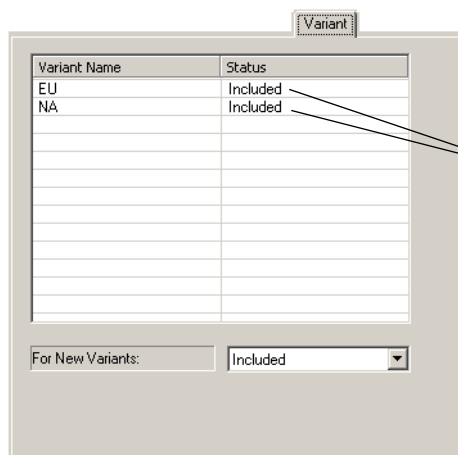 Variant
Variant Name Status
EU Included
NA Included
For New Variants: Included